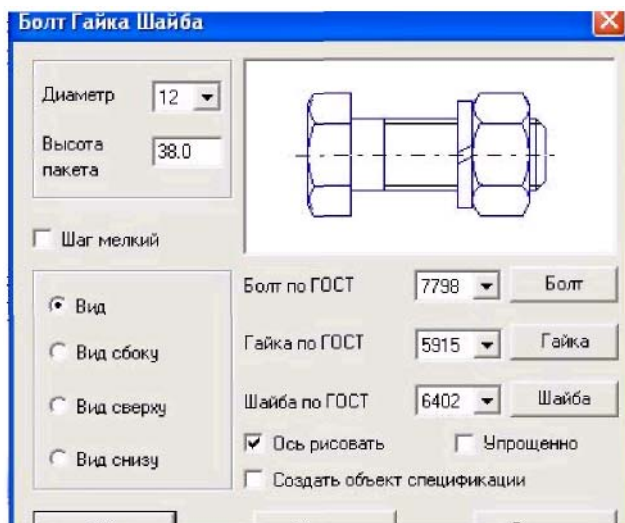 Болт Гайка Шайба
Диаметр 12
Высота пакета 38.0
Шаг мелкий
Вид
Вид сбоку
Вид сверху
Вид снизу
Болт по ГОСТ 7798 Болт
Гайка по ГОСТ 5915 Гайка
Шайба по ГОСТ 6402 Шайба
Ось рисовать Упрощенно
Создать объект спецификации